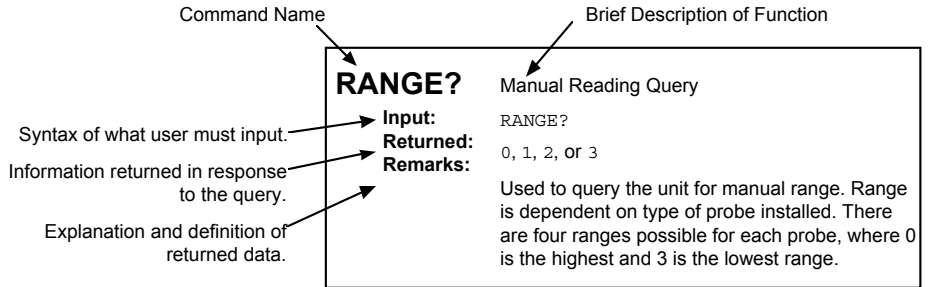 Command Name
Brief Description of Function
RANGE?
Manual Reading Query
Syntax of what user must input.
Input:
RANGE?
Information returned in response
to the query.
Returned:
0, 1, 2, or 3
Explanation and definition of
returned data.
Remarks:
Used to query the unit for manual range. Range
is dependent on type of probe installed. There
are four ranges possible for each probe, where 0
is the highest and 3 is the lowest range.